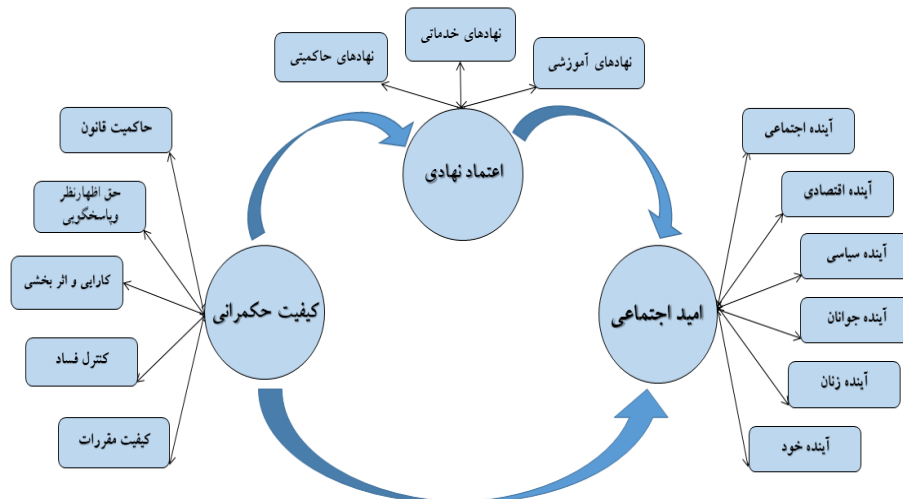 نهادهای آموزشی
نهادهای خدماتی
نهادهای حاکمیتی
اعتماد نهادی
آینده اجتماعی
آینده اقتصادی
آینده سیاسی
آینده جوانان
آینده زنان
آینده خود
امید اجتماعی
کیفیت حکمرانی
حاکمیت قانون
حق اظهارنظر
وپاسخگویی
کارایی و اثر بخشی
کنترل فساد
کیفیت مقررات